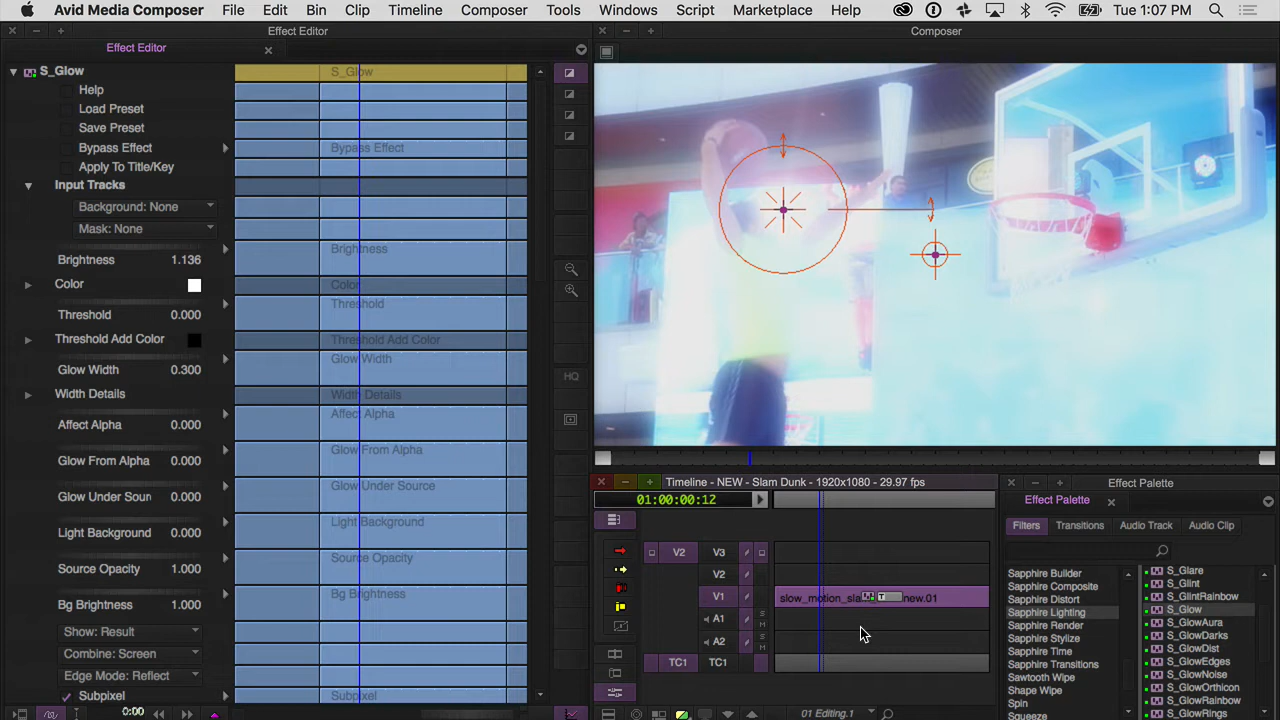 Avid Media Composer File Edit Bin Clip Timeline Composer Tools Windows Script Marketplace Help Tue 1:07 PM
Effect Editor
Effect Editor
S_Glow
Help
Load Preset
Save Preset
Bypass Effect
Apply To Title/Key
Input Tracks
Background: None
Mask: None
Brightness 1.136
Color
Threshold 0.000
Threshold Add Color
Glow Width 0.300
Width Details
Affect Alpha 0.000
Glow From Alpha 0.000
Glow Under Sour 0.000
Light Background 0.000
Source Opacity 1.000
Bg Brightness 1.000
Show: Result
Combine: Screen
Edge Mode: Reflect
Subpixel
0:00
S_Glow
Bypass Effect
Brightness
Color
Threshold
Threshold Add Color
Glow Width
Width Details
Affect Alpha
Glow From Alpha
Glow Under Source
Light Background
Source Opacity
Bg Brightness
Subpixel
HQ
Composer
Timeline - NEW - Slam Dunk - 1920x1080 - 29.97 fps
01:00:00:12
V2 V3
V2
V1
A1 S M
A2 S M
TC1 TC1
slow_motion_sla T new.01
01 Editing.1
Effect Palette
Effect Palette
Filters Transitions Audio Track Audio Clip
Sapphire Builder
Sapphire Composite
Sapphire Distort
Sapphire Lighting
Sapphire Render
Sapphire Stylize
Sapphire Time
Sapphire Transitions
Sawtooth Wipe
Shape Wipe
Spin
Squeeze
S_Glare
S_Glint
S_GlintRainbow
S_Glow
S_GlowAura
S_GlowDarks
S_GlowDist
S_GlowEdges
S_GlowNoise
S_GlowOrthicon
S_GlowRainbow
S_GlowRings